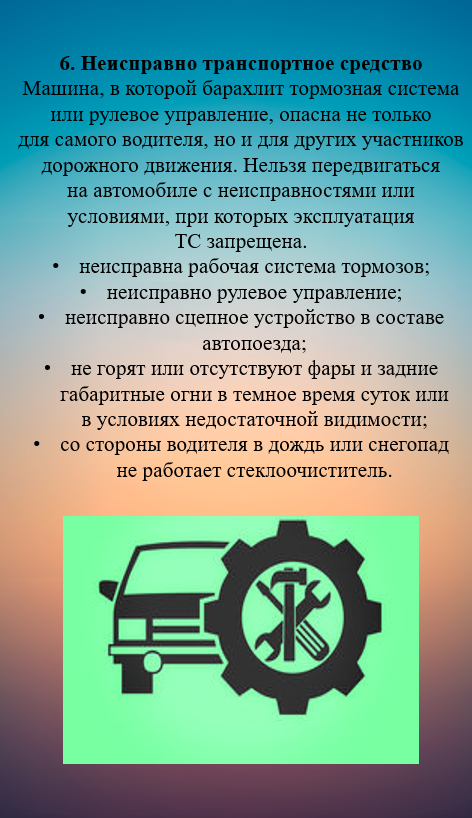 6. Неисправно транспортное средство
Машина, в которой барахлит тормозная система
или рулевое управление, опасна не только
для самого водителя, но и для других участников
дорожного движения. Нельзя передвигаться
на автомобиле с неисправностями или
условиями, при которых эксплуатация
ТС запрещена.
• неисправна рабочая система тормозов;
• неисправно рулевое управление;
• неисправно сцепное устройство в составе
автопоезда;
• не горят или отсутствуют фары и задние
габаритные огни в темное время суток или
в условиях недостаточной видимости;
• со стороны водителя в дождь или снегопад
не работает стеклоочиститель.